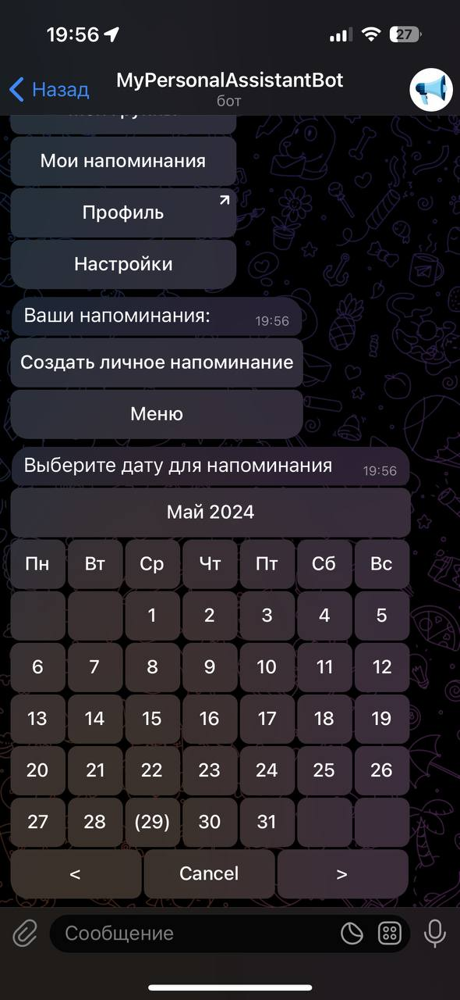 19:56
27
Назад
MyPersonalAssistantBot
бот
Мои напоминания
Профиль
Настройки
Ваши напоминания: 19:56
Создать личное напоминание
Меню
Выберите дату для напоминания 19:56
Май 2024
Пн Вт Ср Чт Пт Сб Вс
1 2 3 4 5
6 7 8 9 10 11 12
13 14 15 16 17 18 19
20 21 22 23 24 25 26
27 28 (29) 30 31
< Cancel >
Сообщение